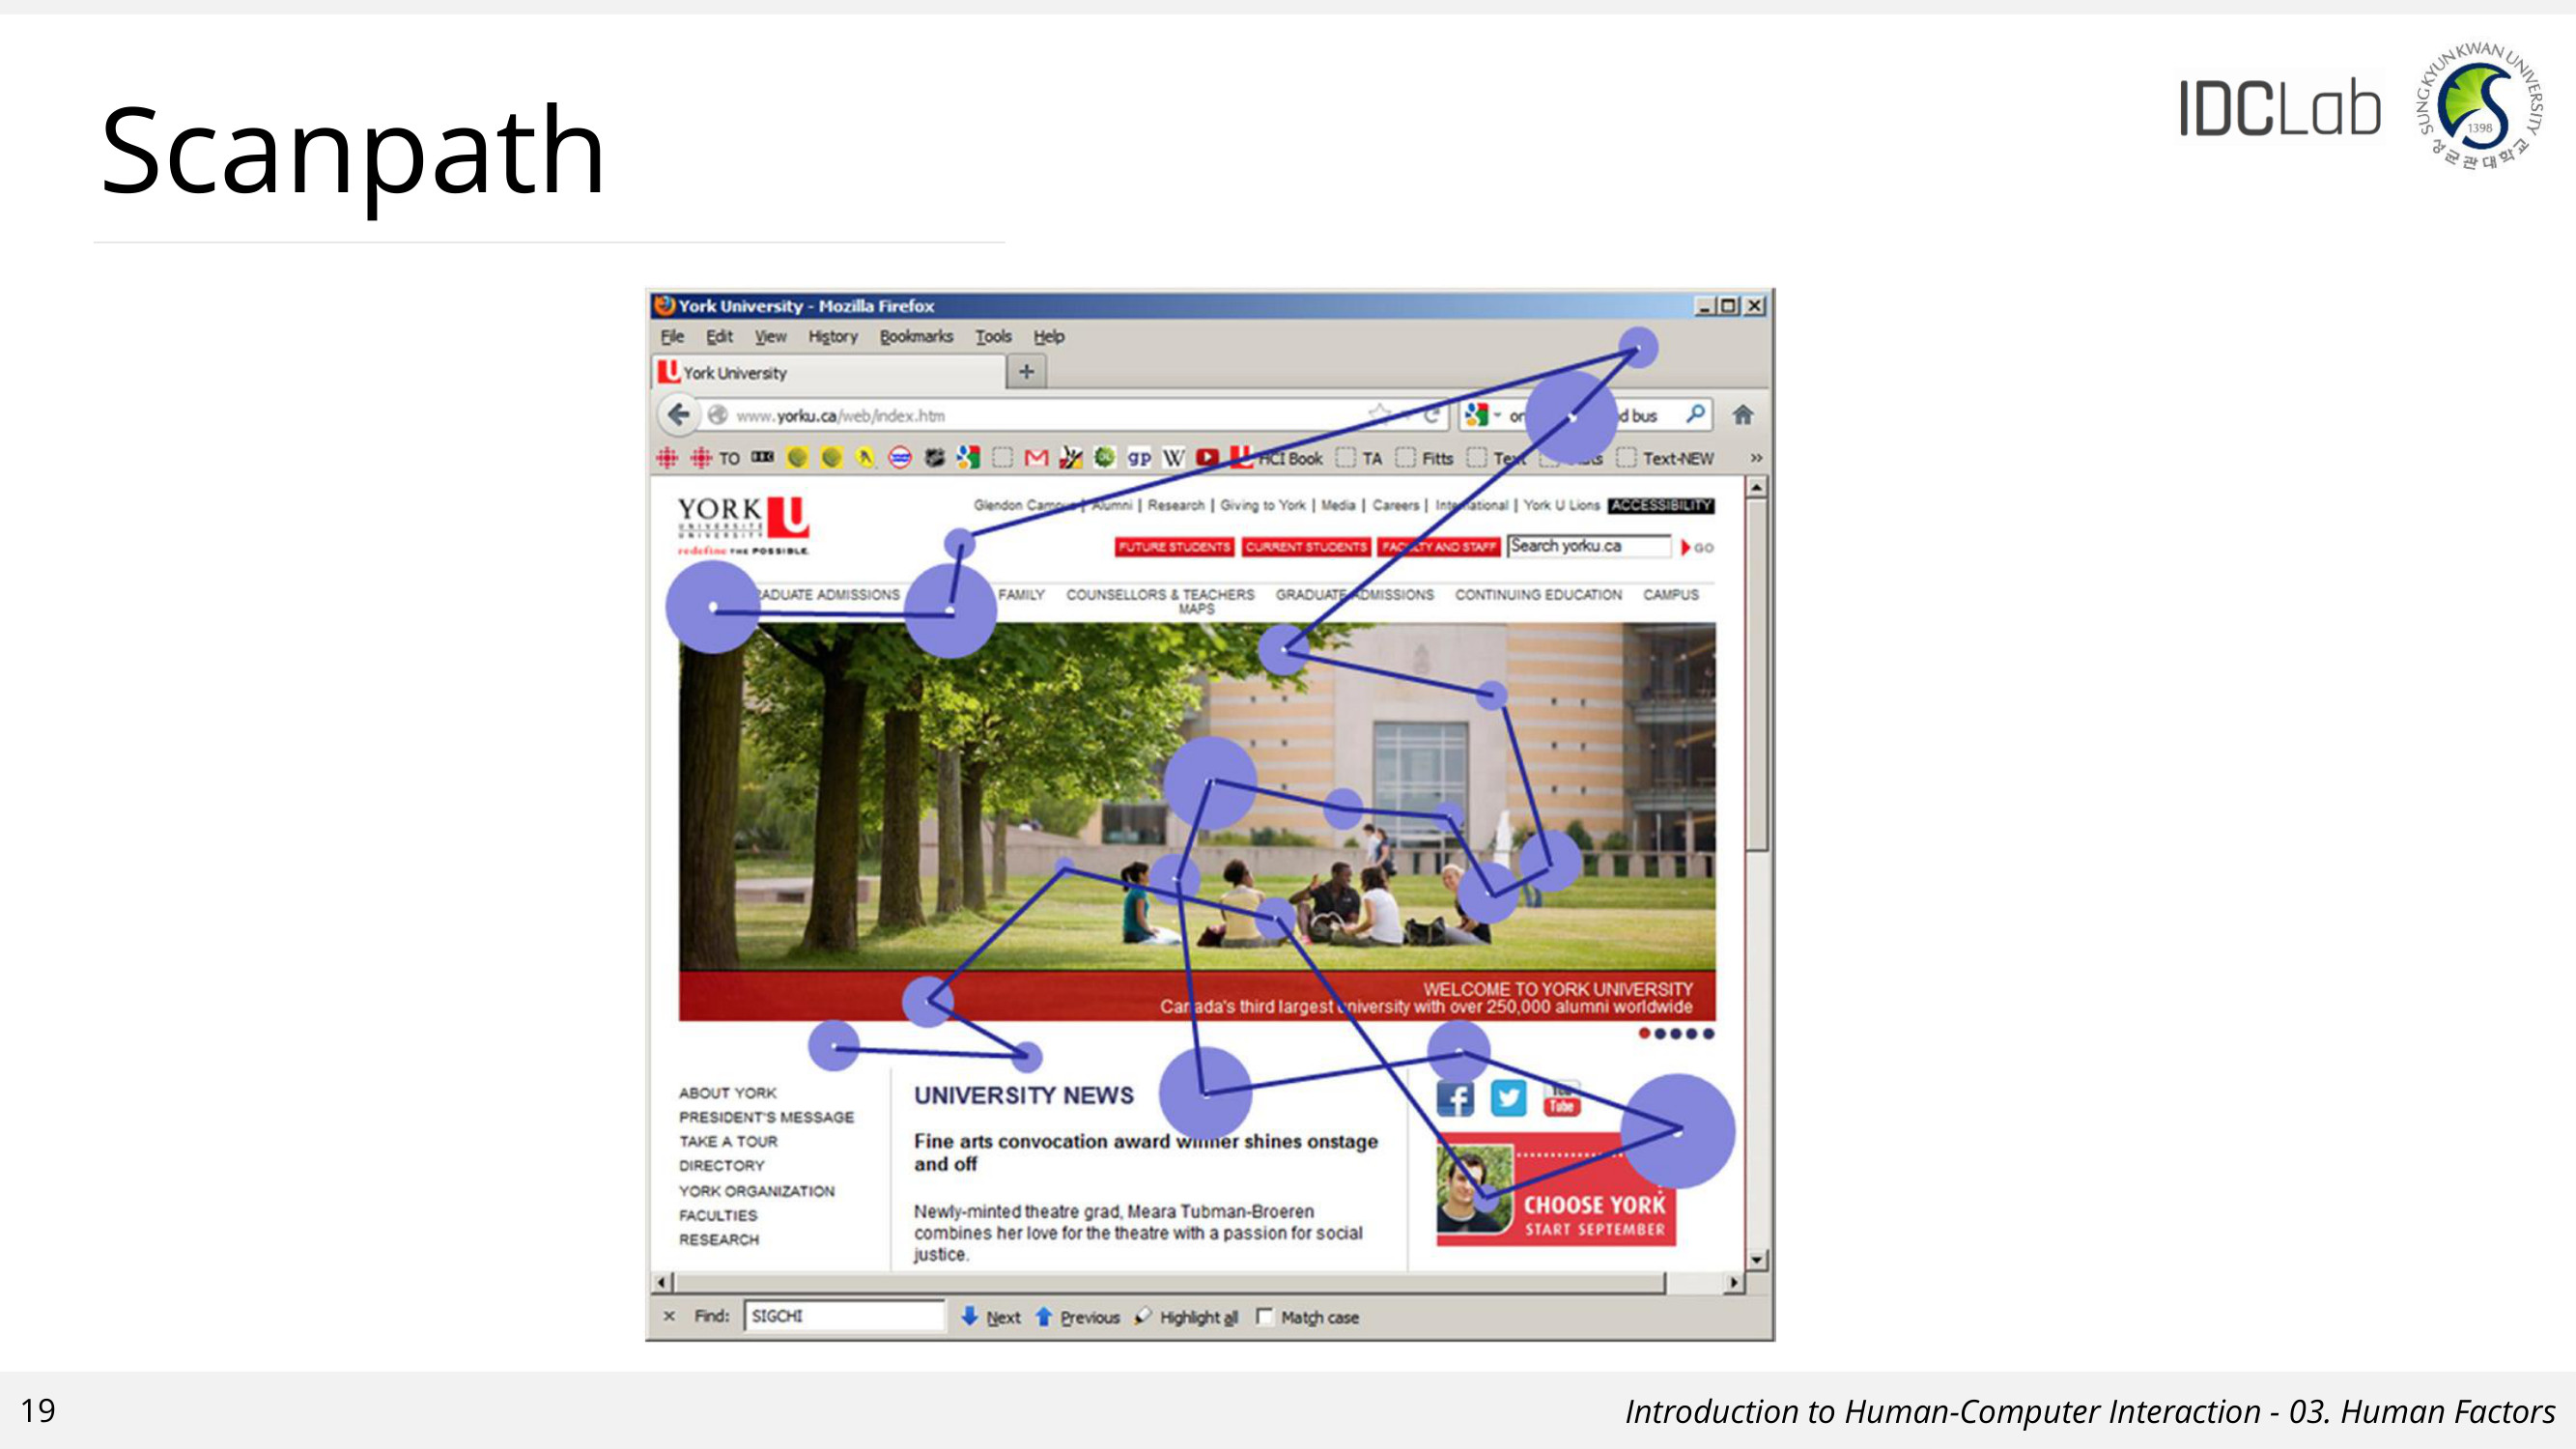 Scanpath
IDCLab
SUNGKYUNKWAN UNIVERSITY
1398
성균관대학교
York University - Mozilla Firefox
File Edit View History Bookmarks Tools Help
York University
www.yorku.ca/web/index.htm
d bus
TO gp W HCI Book TA Fitts Text Text-NEW
YORK U
UNIVERSITÉ
UNIVERSITY
redefine THE POSSIBLE.
Glendon Campus | Alumni | Research | Giving to York | Media | Careers | International | York U Lions ACCESSIBILITY
FUTURE STUDENTS CURRENT STUDENTS FACULTY AND STAFF Search yorku.ca GO
ADUATE ADMISSIONS FAMILY COUNSELLORS & TEACHERS GRADUATE ADMISSIONS CONTINUING EDUCATION CAMPUS
MAPS
WELCOME TO YORK UNIVERSITY
Canada's third largest university with over 250,000 alumni worldwide
ABOUT YORK
PRESIDENT'S MESSAGE
TAKE A TOUR
DIRECTORY
YORK ORGANIZATION
FACULTIES
RESEARCH
UNIVERSITY NEWS
Fine arts convocation award winner shines onstage
and off
Newly-minted theatre grad, Meara Tubman-Broeren
combines her love for the theatre with a passion for social
justice.
You Tube
CHOOSE YORK
START SEPTEMBER
Find: SIGCHI Next Previous Highlight all Match case
19
Introduction to Human-Computer Interaction - 03. Human Factors